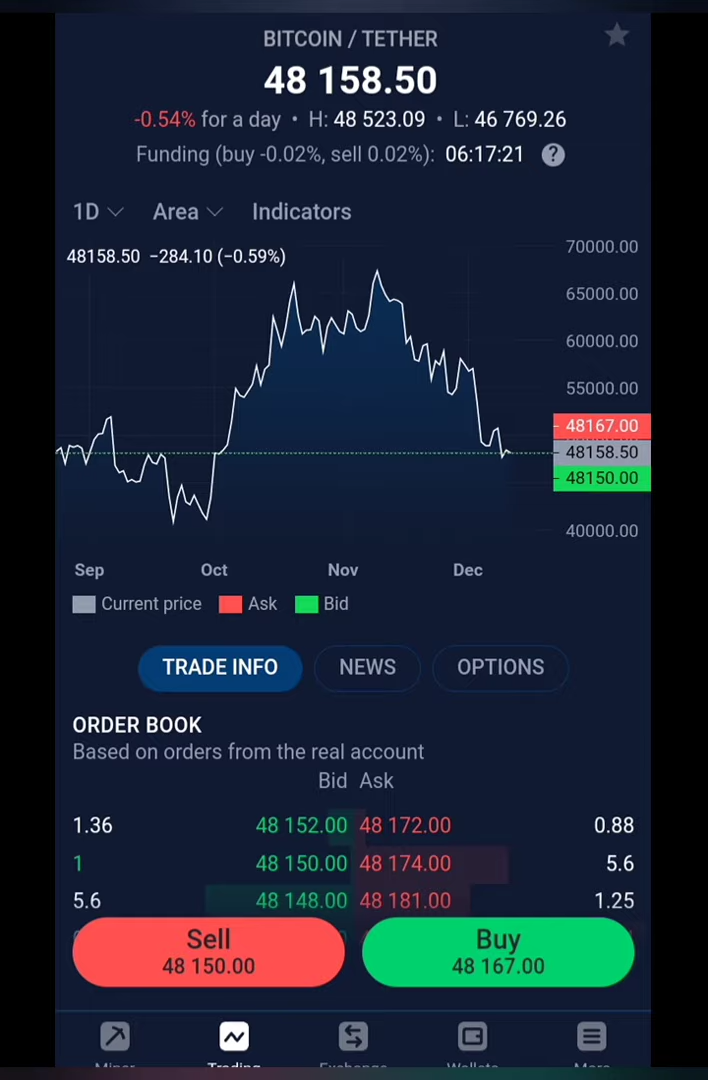 BITCOIN / TETHER
48 158.50
-0.54% for a day • H: 48 523.09 • L: 46 769.26
Funding (buy -0.02%, sell 0.02%): 06:17:21 ?
1D Area Indicators
48158.50 −284.10 (−0.59%)
70000.00
65000.00
60000.00
55000.00
48167.00
48158.50
48150.00
40000.00
Sep Oct Nov Dec
Current price Ask Bid
TRADE INFO NEWS OPTIONS
ORDER BOOK
Based on orders from the real account
Bid Ask
1.36 48 152.00 48 172.00 0.88
1 48 150.00 48 174.00 5.6
5.6 48 148.00 48 181.00 1.25
Sell Buy
48 150.00 48 167.00